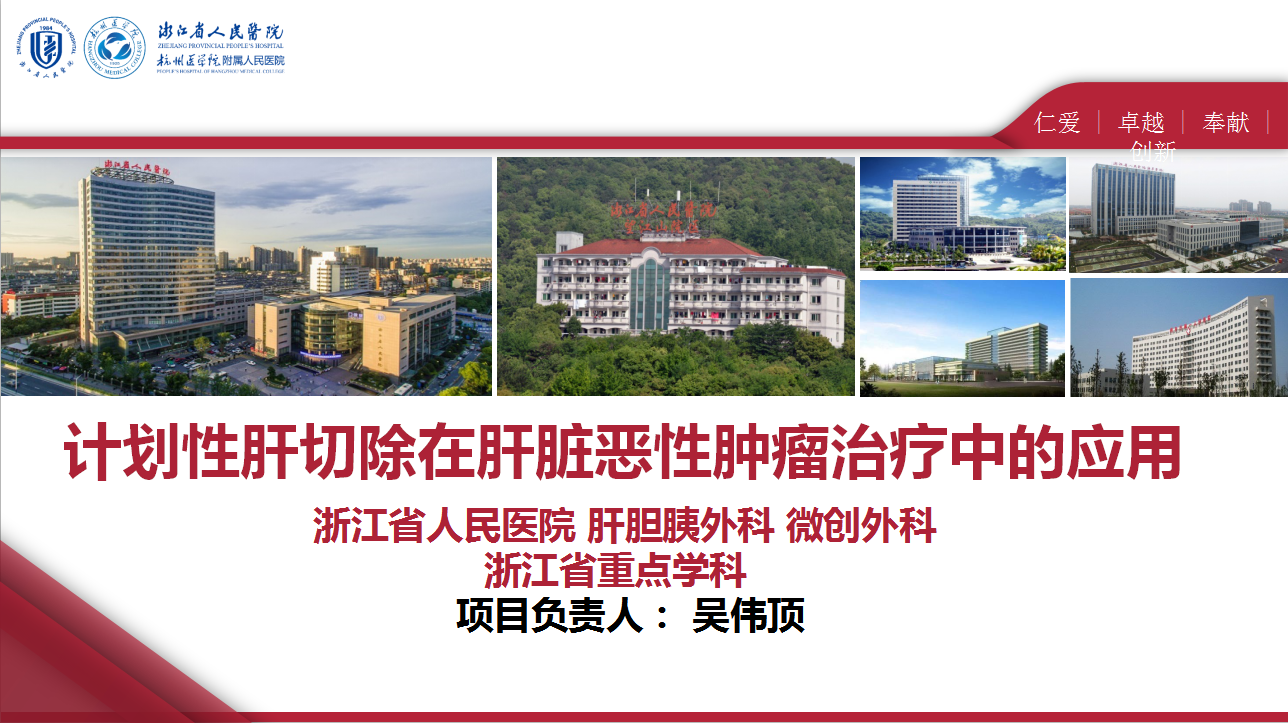 ZHEJIANG PROVINCIAL PEOPLE'S HOSPITAL
1984
浙江省人民医院
杭州医学院
HANGZHOU MEDICAL COLLEGE
浙江省人民醫院
ZHEJIANG PROVINCIAL PEOPLE'S HOSPITAL
杭州医学院附属人民医院
PEOPLE'S HOSPITAL OF HANGZHOU MEDICAL COLLEGE
仁爱 | 卓越 | 奉献 |
创新
浙江省人民醫院
浙江省人民醫院
望江山院区
计划性肝切除在肝脏恶性肿瘤治疗中的应用
浙江省人民医院 肝胆胰外科 微创外科
浙江省重点学科
项目负责人： 吴伟顶